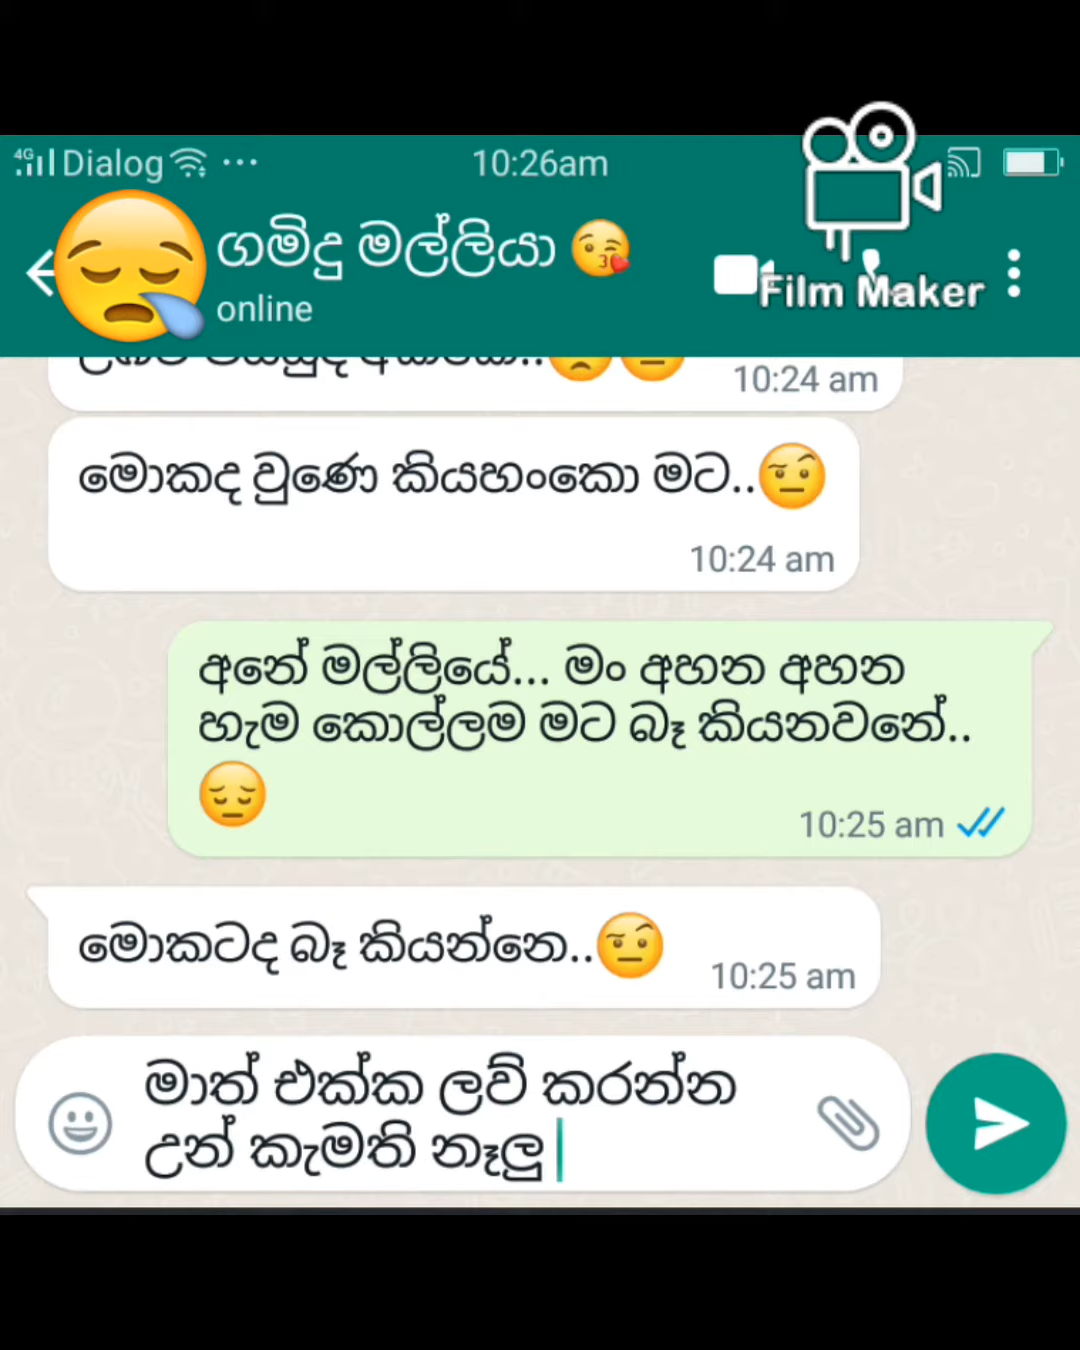 4G Dialog ... 10:26am
ගමිදු මල්ලියා 😘
online
Film Maker
10:24 am
මොකද වුණෙ කියහංකො මට..🤨
10:24 am
අනේ මල්ලියේ... මං අහන අහන
හැම කොල්ලම මට බෑ කියනවනේ..
😔
10:25 am
මොකටද බෑ කියන්නෙ..🤨
10:25 am
මාත් එක්ක ලව් කරන්න
උන් කැමති නෑලු